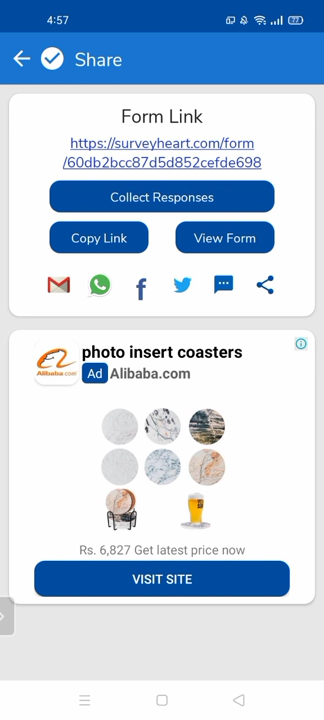 4:57
77
Share
Form Link
https://surveyheart.com/form
/60db2bcc87d5d852cefde698
Collect Responses
Copy Link
View Form
photo insert coasters
Alibaba.com
Ad Alibaba.com
Rs. 6,827 Get latest price now
VISIT SITE